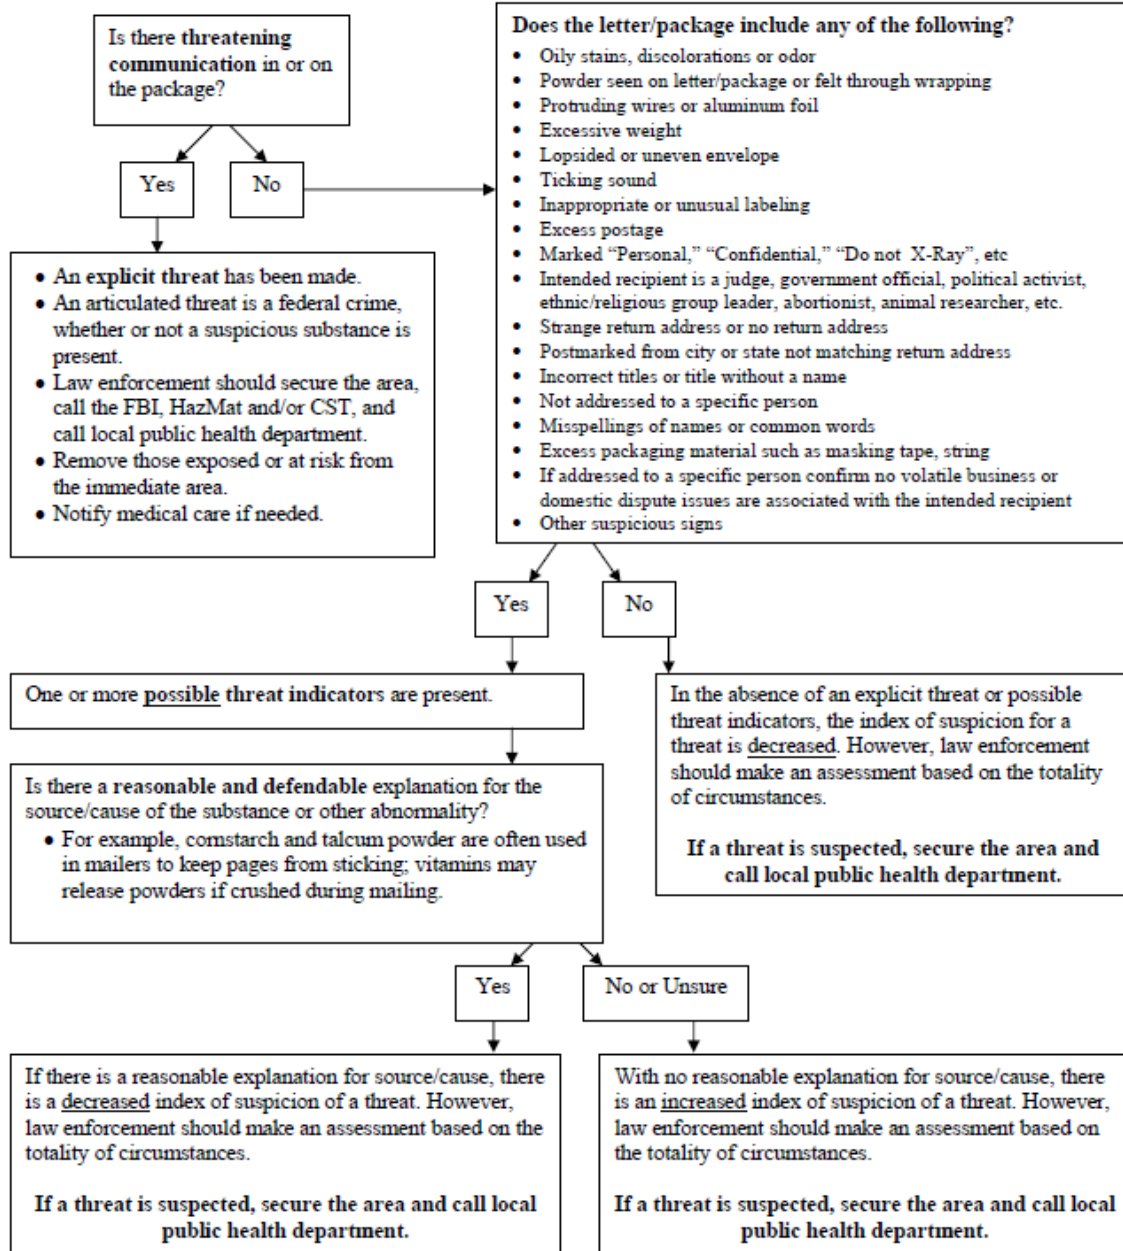 Is there threatening
communication in or on
the package?
Yes
No
• An explicit threat has been made.
• An articulated threat is a federal crime,
whether or not a suspicious substance is
present.
• Law enforcement should secure the area,
call the FBI, HazMat and/or CST, and
call local public health department.
• Remove those exposed or at risk from
the immediate area.
• Notify medical care if needed.
Does the letter/package include any of the following?
• Oily stains, discolorations or odor
• Powder seen on letter/package or felt through wrapping
• Protruding wires or aluminum foil
• Excessive weight
• Lopsided or uneven envelope
• Ticking sound
• Inappropriate or unusual labeling
• Excess postage
• Marked “Personal,” “Confidential,” “Do not X-Ray”, etc
• Intended recipient is a judge, government official, political activist,
ethnic/religious group leader, abortionist, animal researcher, etc.
• Strange return address or no return address
• Postmarked from city or state not matching return address
• Incorrect titles or title without a name
• Not addressed to a specific person
• Misspellings of names or common words
• Excess packaging material such as masking tape, string
• If addressed to a specific person confirm no volatile business or
domestic dispute issues are associated with the intended recipient
• Other suspicious signs
Yes
No
One or more possible threat indicators are present.
In the absence of an explicit threat or possible
threat indicators, the index of suspicion for a
threat is decreased. However, law enforcement
should make an assessment based on the totality
of circumstances.
If a threat is suspected, secure the area and
call local public health department.
Is there a reasonable and defendable explanation for the
source/cause of the substance or other abnormality?
• For example, cornstarch and talcum powder are often used
in mailers to keep pages from sticking; vitamins may
release powders if crushed during mailing.
Yes
No or Unsure
If there is a reasonable explanation for source/cause, there
is a decreased index of suspicion of a threat. However,
law enforcement should make an assessment based on the
totality of circumstances.
If a threat is suspected, secure the area and call local
public health department.
With no reasonable explanation for source/cause, there
is an increased index of suspicion of a threat. However,
law enforcement should make an assessment based on
the totality of circumstances.
If a threat is suspected, secure the area and call local
public health department.